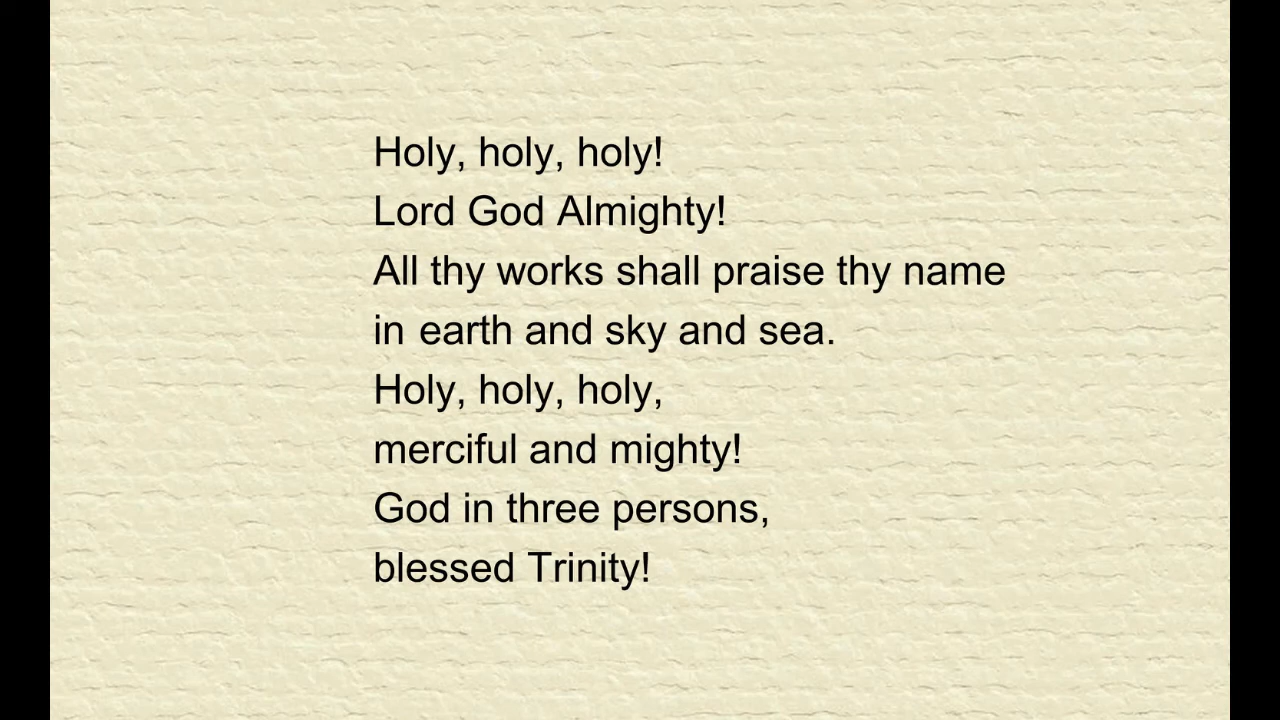 Holy, holy, holy!
Lord God Almighty!
All thy works shall praise thy name
in earth and sky and sea.
Holy, holy, holy,
merciful and mighty!
God in three persons,
blessed Trinity!